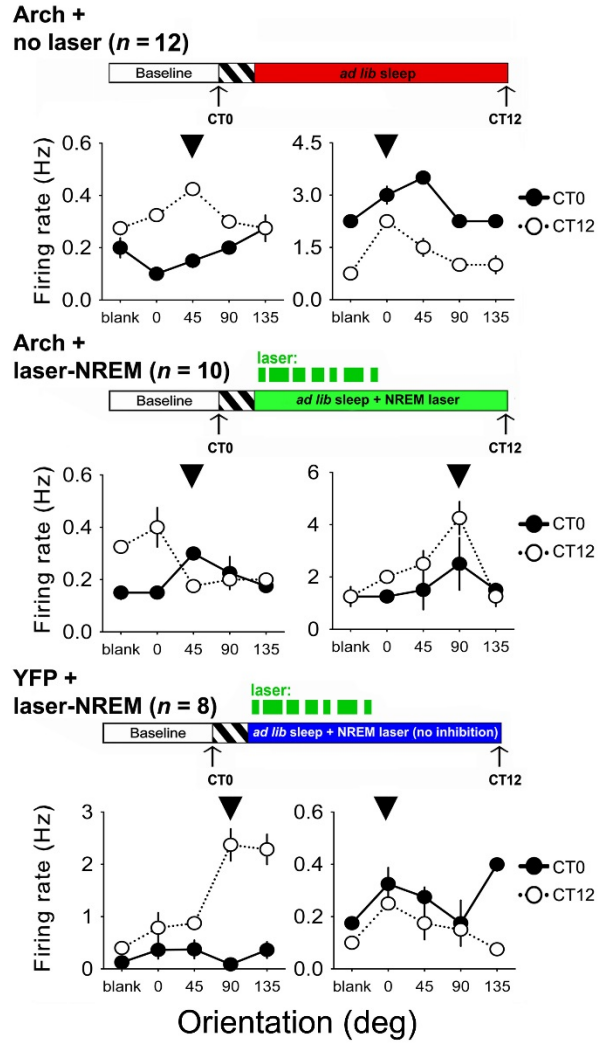 Arch +
no laser (n = 12)
Baseline
ad lib sleep
CT0
CT12
Firing rate (Hz)
0.6
0.4
0.2
0.0
blank 0 45 90 135
4.5
3.0
1.5
0.0
blank 0 45 90 135
CT0
CT12
Arch +
laser-NREM (n = 10)
laser:
Baseline
ad lib sleep + NREM laser
CT0
CT12
Firing rate (Hz)
0.6
0.4
0.2
0.0
blank 0 45 90 135
6
4
2
0
blank 0 45 90 135
CT0
CT12
YFP +
laser-NREM (n = 8)
laser:
Baseline
ad lib sleep + NREM laser (no inhibition)
CT0
CT12
Firing rate (Hz)
3
2
1
0
blank 0 45 90 135
0.6
0.4
0.2
0.0
blank 0 45 90 135
CT0
CT12
Orientation (deg)